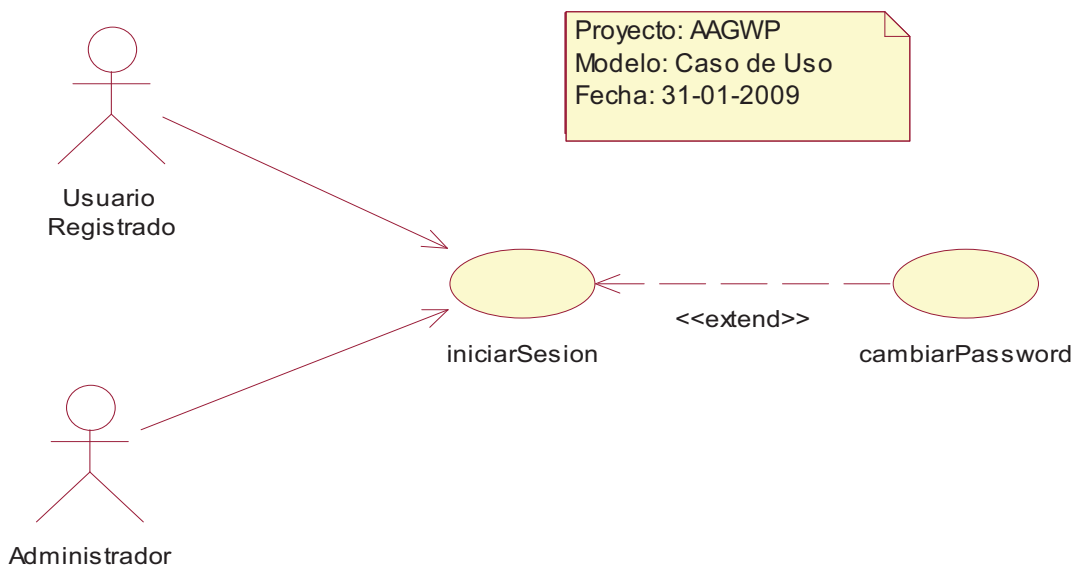 Proyecto: AAGWP
Modelo: Caso de Uso
Fecha: 31-01-2009
Usuario
Registrado
<<extend>>
iniciarSesion
cambiarPassword
Administrador